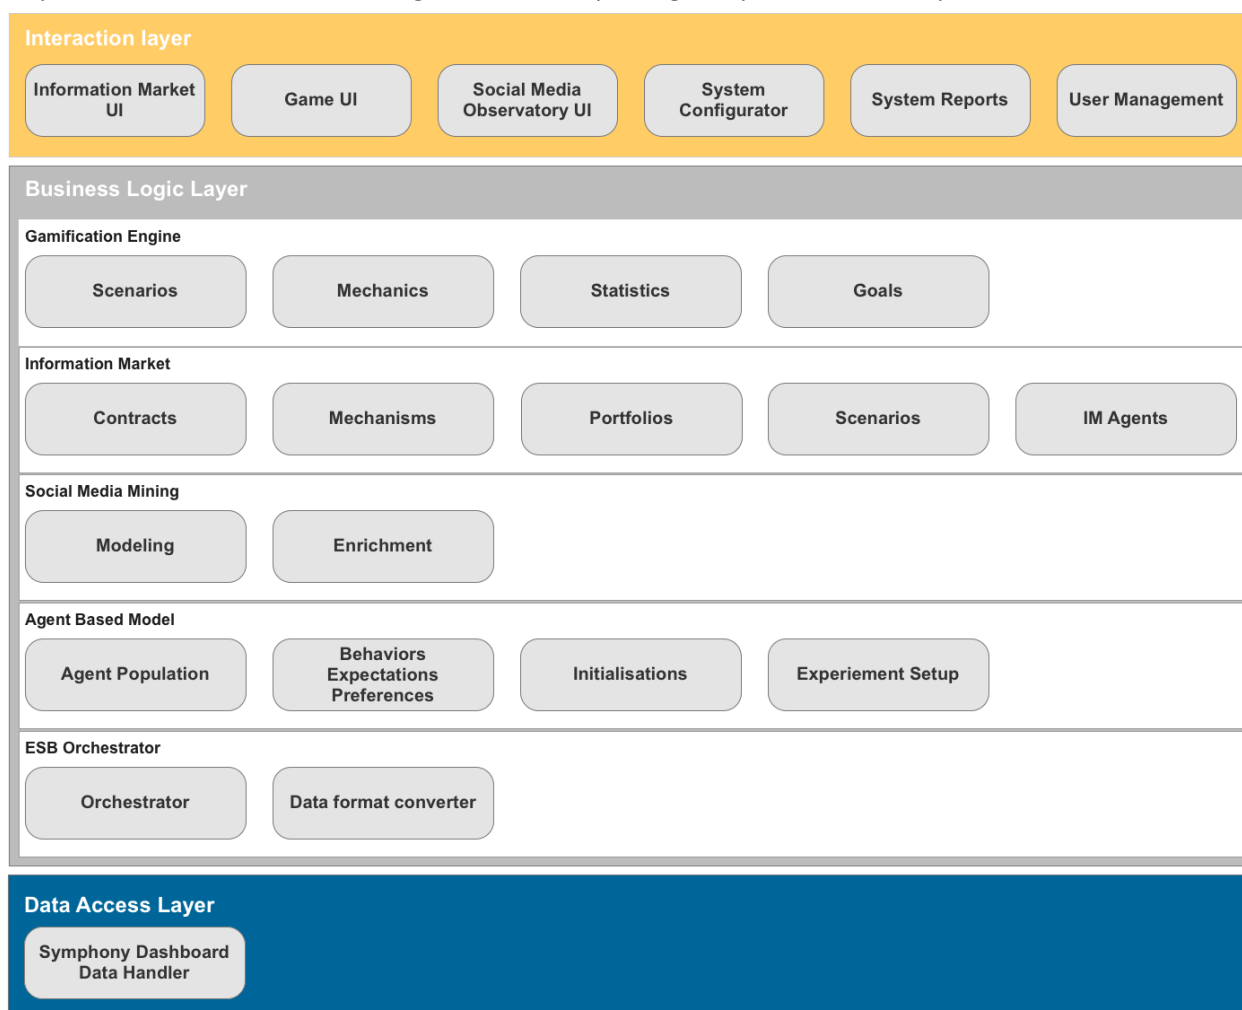 Interaction layer
Information Market
UI
Game UI
Social Media
Observatory UI
System
Configurator
System Reports
User Management
Business Logic Layer
Gamification Engine
Scenarios
Mechanics
Statistics
Goals
Information Market
Contracts
Mechanisms
Portfolios
Scenarios
IM Agents
Social Media Mining
Modeling
Enrichment
Agent Based Model
Agent Population
Behaviors
Expectations
Preferences
Initialisations
Experiement Setup
ESB Orchestrator
Orchestrator
Data format converter
Data Access Layer
Symphony Dashboard
Data Handler